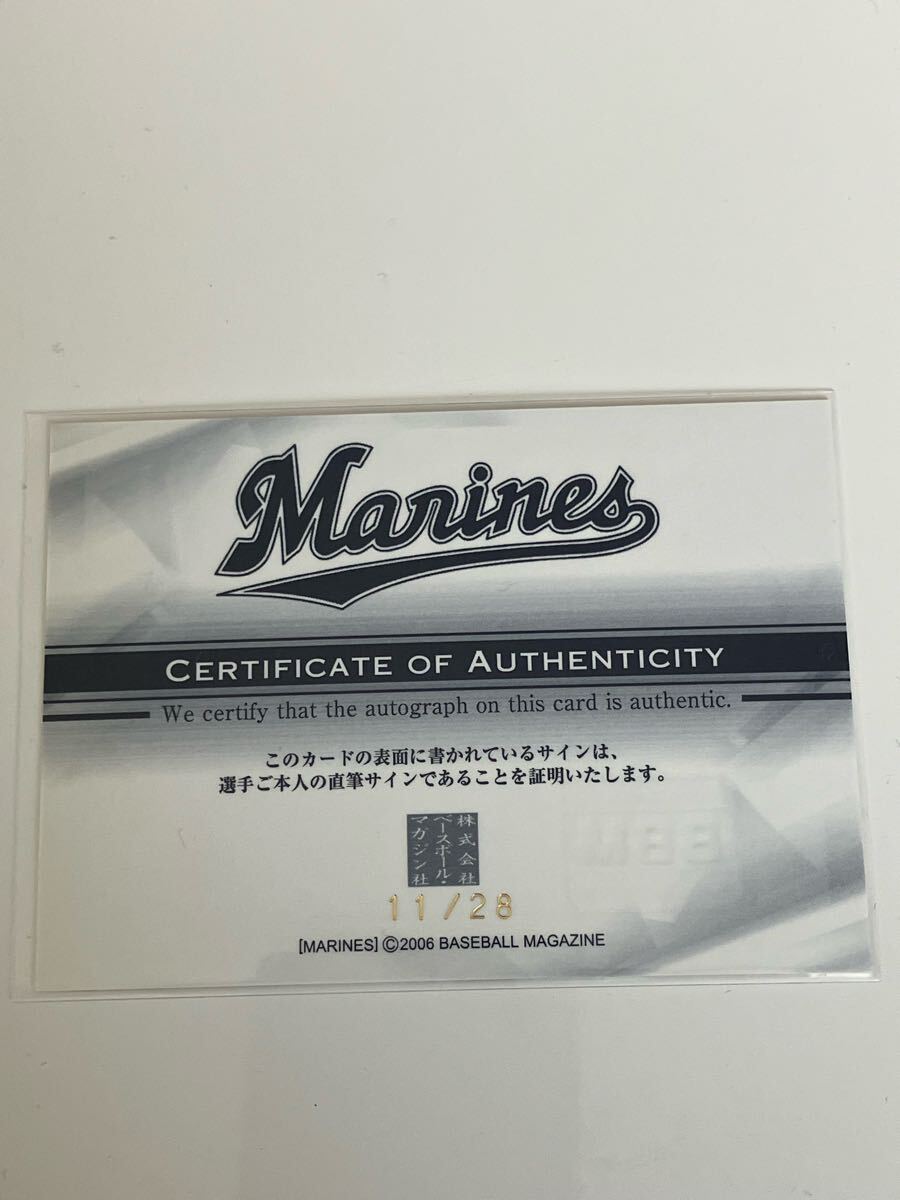 Marines
CERTIFICATE OF AUTHENTICITY
We certify that the autograph on this card is authentic.
このカードの表面に書かれているサインは、
選手ご本人の直筆サインであることを証明いたします。
株式会社
ベースボール・
マガジン社
11/28
[MARINES] ©2006 BASEBALL MAGAZINE